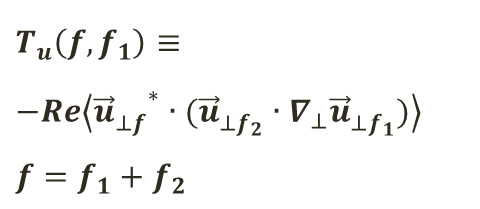 T_u(f,f_1) ≡
−Re⟨u⃗_{⊥f}^* · (u⃗_{⊥f_2} · ∇_⊥u⃗_{⊥f_1})⟩
f = f_1 + f_2